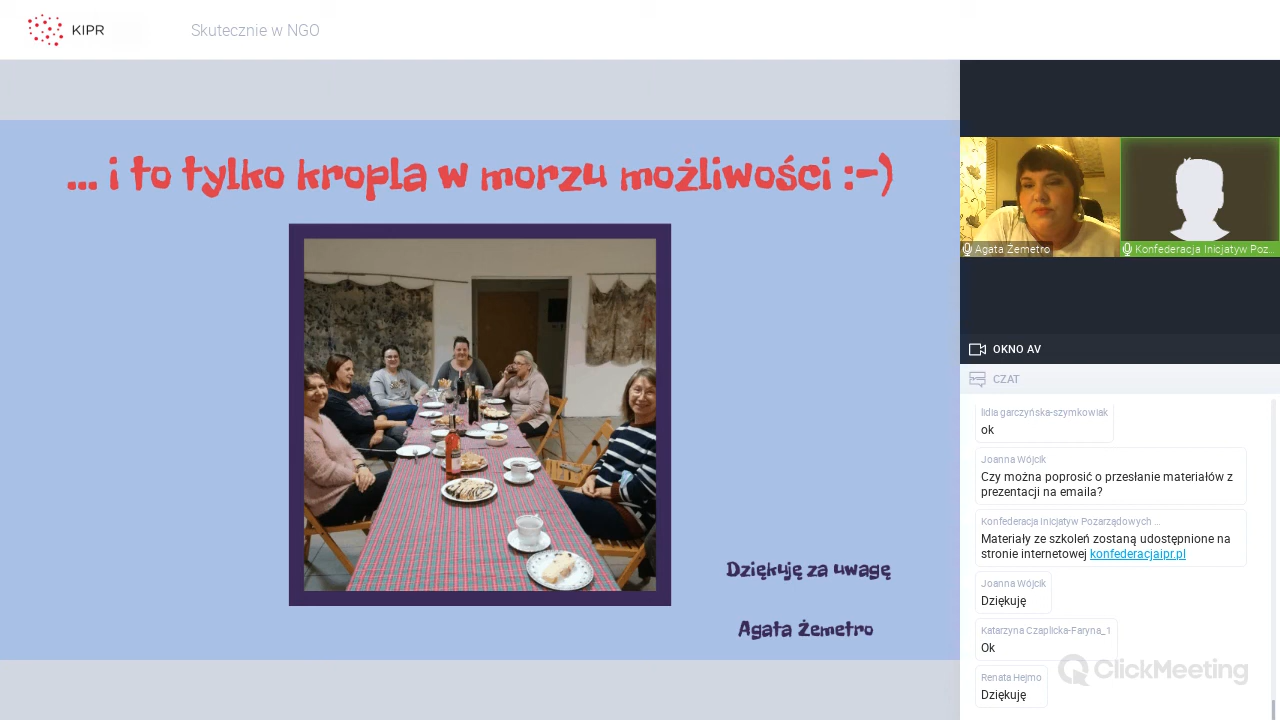 KIPR
Skutecznie w NGO
... i to tylko kropla w morzu możliwości :-)
Dziękuję za uwagę
Agata Żemetro
Agata Żemetro
Konfederacja Inicjatyw Poz...
OKNO AV
CZAT
lidia garczyńska-szymkowiak
ok
Joanna Wójcik
Czy można poprosić o przesłanie materiałów z
prezentacji na emaila?
Konfederacja Inicjatyw Pozarządowych ...
Materiały ze szkoleń zostaną udostępnione na
stronie internetowej konfederacjaipr.pl
Joanna Wójcik
Dziękuję
Katarzyna Czaplicka-Faryna_1
Ok
Renata Hejmo
Dziękuję
ClickMeeting